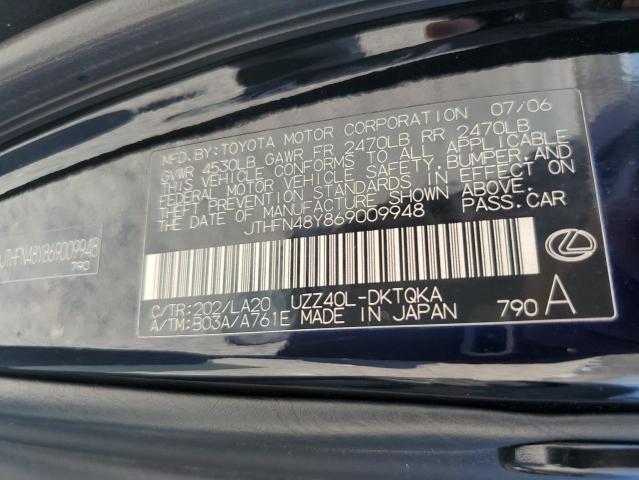 MFD.BY:TOYOTA MOTOR CORPORATION 07/06
GVWR 4530LB GAWR FR 2470LB RR 2470LB
THIS VEHICLE CONFORMS TO ALL APPLICABLE
FEDERAL MOTOR VEHICLE SAFETY,BUMPER,AND
THEFT PREVENTION STANDARDS IN EFFECT ON
THE DATE OF MANUFACTURE SHOWN ABOVE.
JTHFN48Y869009948 PASS.CAR
C/TR:202/LA20 UZZ40L-DKTQKA
A/TM:B03A/A761E MADE IN JAPAN 790 A
JTHFN48Y869009948
790